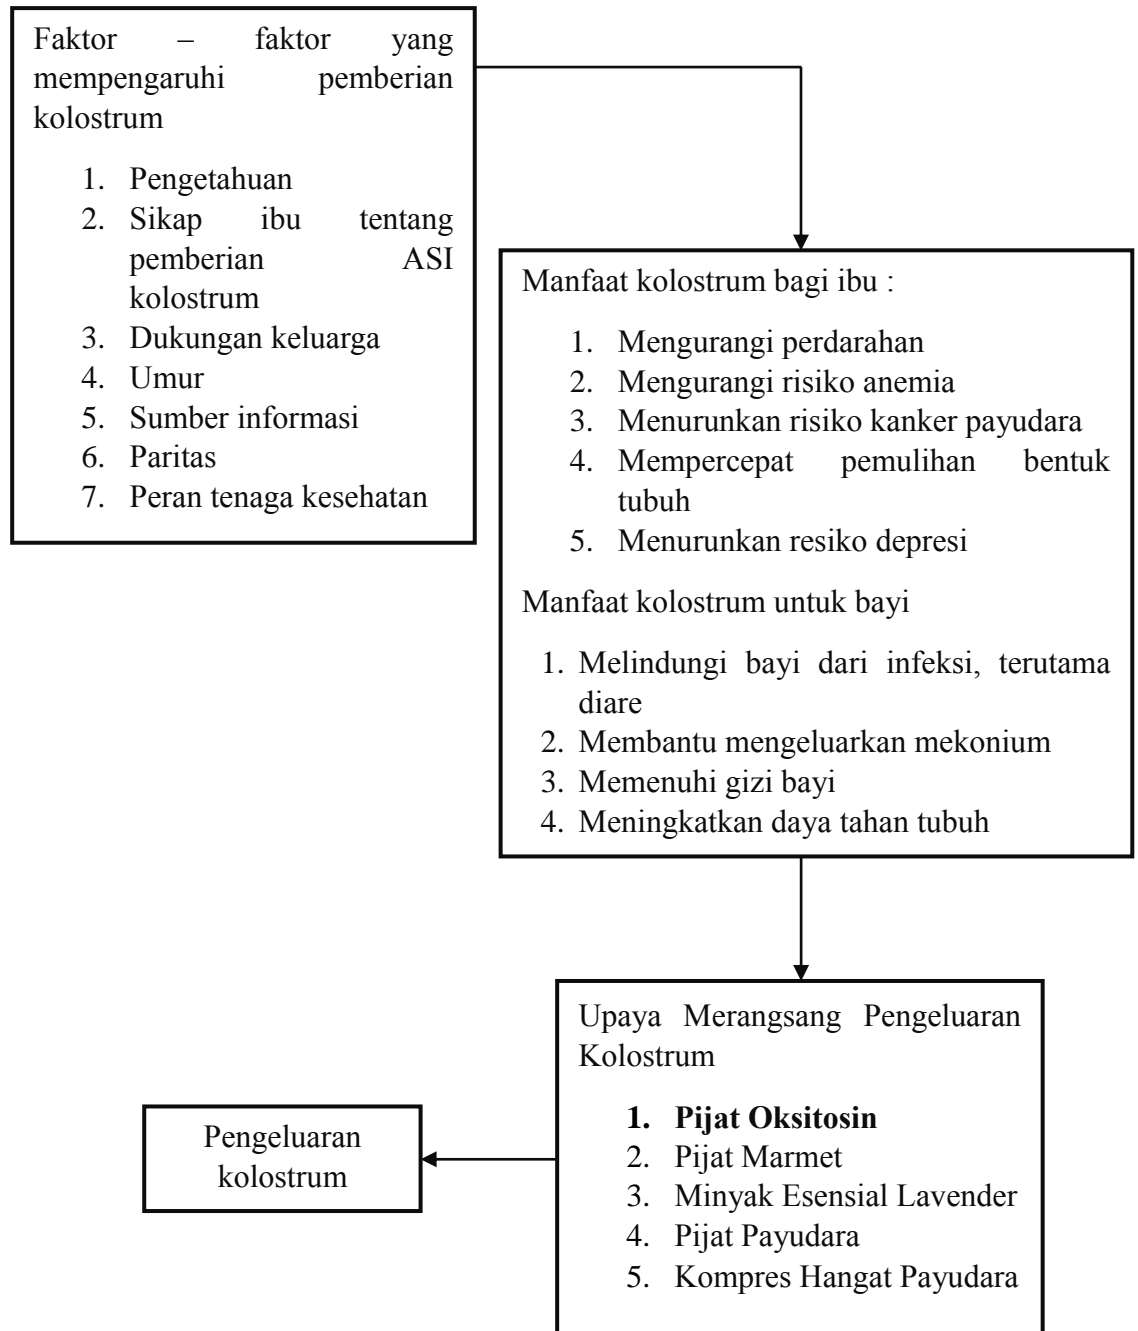 Faktor – faktor yang
mempengaruhi pemberian
kolostrum
1. Pengetahuan
2. Sikap ibu tentang
pemberian ASI
kolostrum
3. Dukungan keluarga
4. Umur
5. Sumber informasi
6. Paritas
7. Peran tenaga kesehatan
Manfaat kolostrum bagi ibu :
1. Mengurangi perdarahan
2. Mengurangi risiko anemia
3. Menurunkan risiko kanker payudara
4. Mempercepat pemulihan bentuk
tubuh
5. Menurunkan resiko depresi
Manfaat kolostrum untuk bayi
1. Melindungi bayi dari infeksi, terutama
diare
2. Membantu mengeluarkan mekonium
3. Memenuhi gizi bayi
4. Meningkatkan daya tahan tubuh
Upaya Merangsang Pengeluaran
Kolostrum
1. Pijat Oksitosin
2. Pijat Marmet
3. Minyak Esensial Lavender
4. Pijat Payudara
5. Kompres Hangat Payudara
Pengeluaran
kolostrum